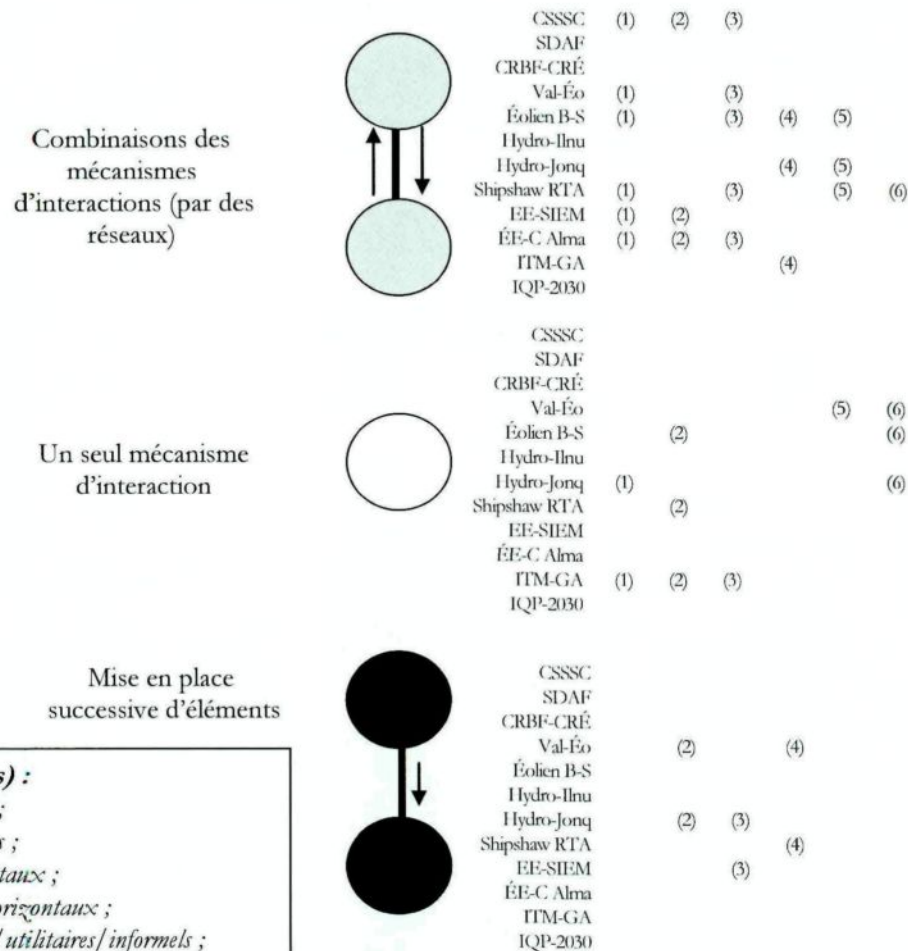 CSSSC (1) (2) (3)
SDAF
CRBF-CRÉ
Val-Éo (1) (3)
Éolien B-S (1) (3) (4) (5)
Hydro-Ilnu
Hydro-Jonq (4) (5)
Shipshaw RTA (1) (3) (5) (6)
EE-SIEM (1) (2)
ÉE-C Alma (1) (2) (3)
ITM-GA (4)
IQP-2030
Combinaisons des
mécanismes
d'interactions (par des
réseaux)
CSSSC
SDAF
CRBF-CRÉ
Val-Éo (5) (6)
Éolien B-S (2) (6)
Hydro-Ilnu
Hydro-Jonq (1) (6)
Shipshaw RTA (2)
EE-SIEM
ÉE-C Alma
ITM-GA (1) (2) (3)
IQP-2030
Un seul mécanisme
d'interaction
Mise en place
successive d'éléments
CSSSC
SDAF
CRBF-CRÉ
Val-Éo (2) (4)
Éolien B-S
Hydro-Ilnu
Hydro-Jonq (2) (3)
Shipshaw RTA (4)
EE-SIEM (3)
ÉE-C Alma
ITM-GA
IQP-2030
s) :
;
s ;
taux ;
orizontaux ;
/ utilitaires/ informels ;